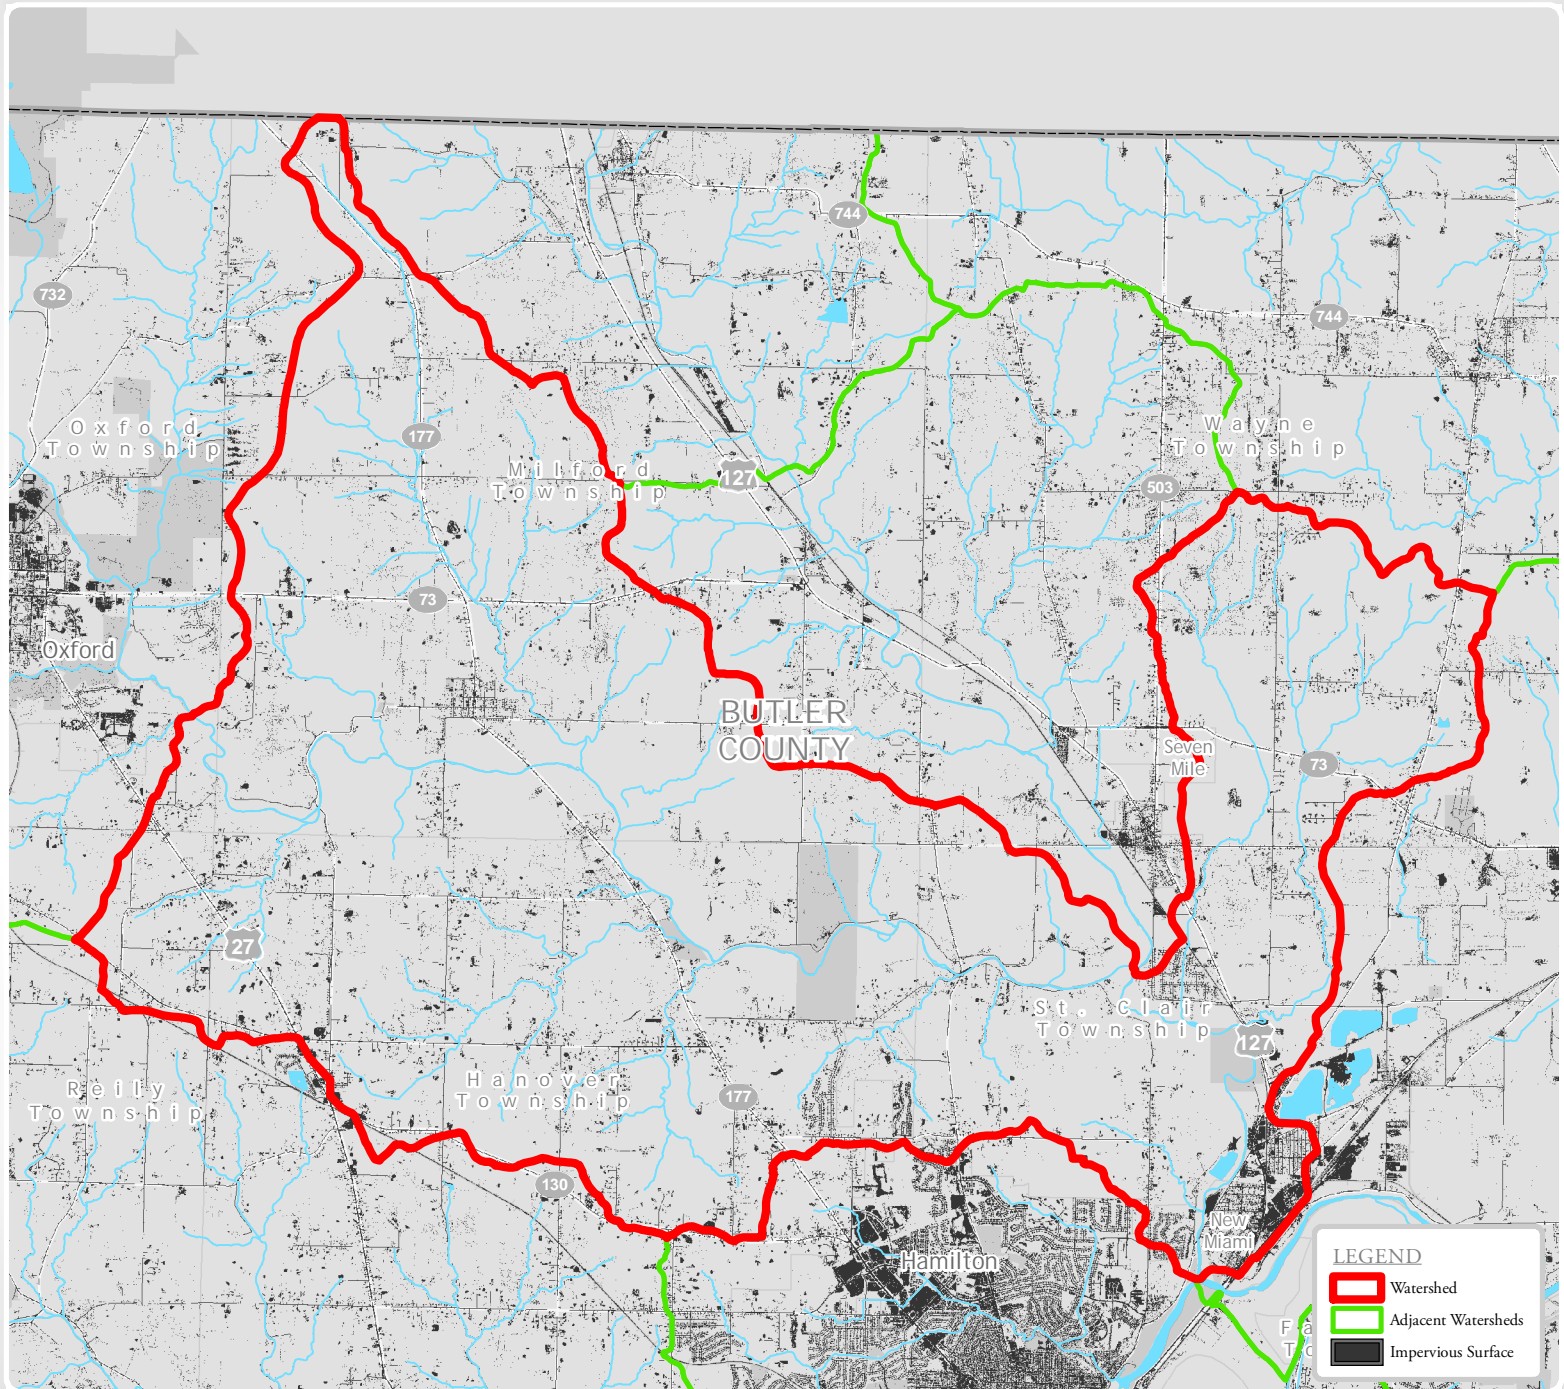 744
732
744
Oxford
Township
177
Wayne
Township
Milford
Township
127
503
73
Oxford
BUTLER
COUNTY
Seven
Mile
73
27
St. Clair
Township
127
Hanover
Township
Reily
Township
177
130
New
Miami
Hamilton
LEGEND
Watershed
Adjacent Watersheds
Impervious Surface